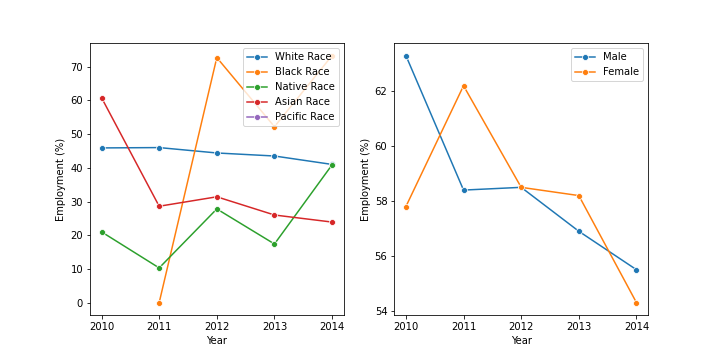 White Race
Black Race
Native Race
Asian Race
Pacific Race
70
60
50
40
30
20
10
0
Employment (%)
2010 2011 2012 2013 2014
Year
Male
Female
62
60
58
56
54
Employment (%)
2010 2011 2012 2013 2014
Year